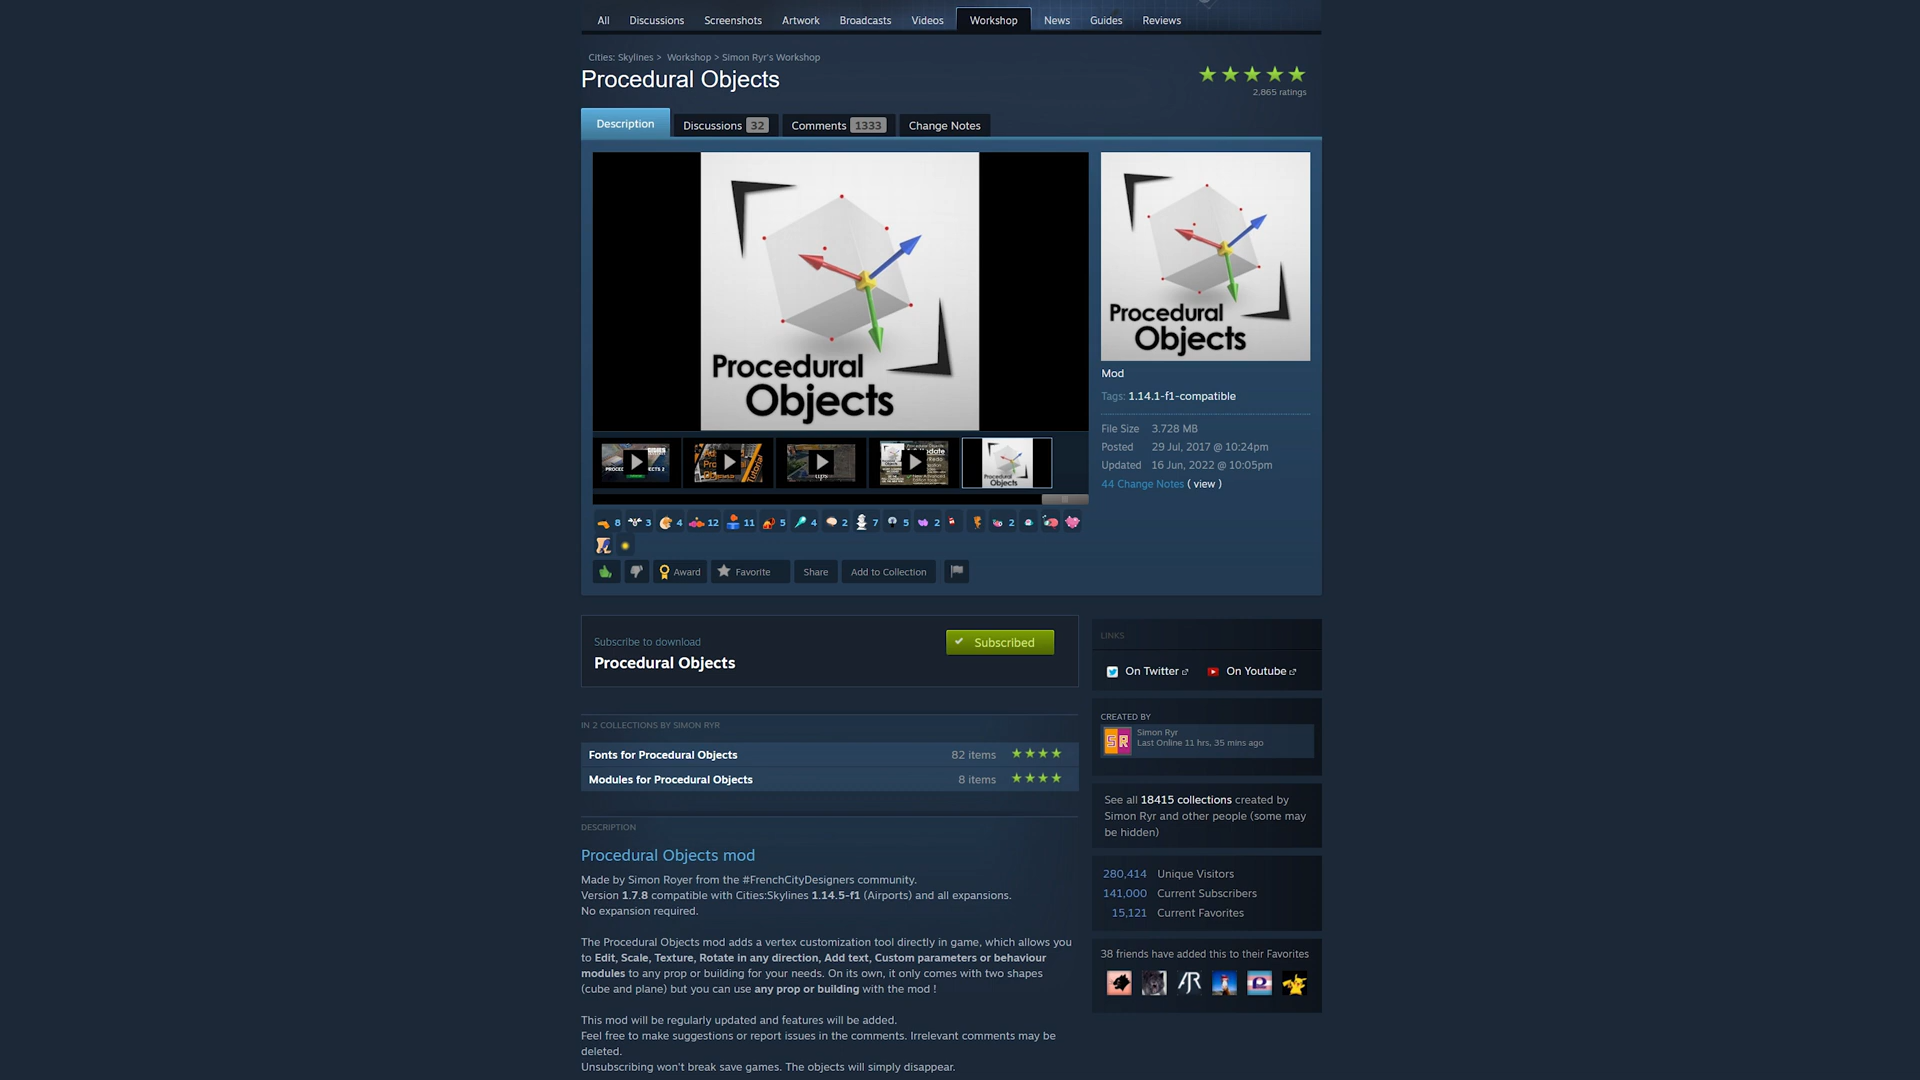 All Discussions Screenshots Artwork Broadcasts Videos Workshop News Guides Reviews
Cities: Skylines > Workshop > Simon Ryr's Workshop
Procedural Objects
2,865 ratings
Description Discussions 32 Comments 1333 Change Notes
Procedural
Objects
Procedural
Objects
Mod
Tags: 1.14.1-f1-compatible
File Size 3.728 MB
Posted 29 Jul, 2017 @ 10:24pm
Updated 16 Jun, 2022 @ 10:05pm
44 Change Notes ( view )
8 3 4 12 11 5 4 2 7 5 2 2
Award Favorite Share Add to Collection
Subscribe to download
Procedural Objects
Subscribed
IN 2 COLLECTIONS BY SIMON RYR
Fonts for Procedural Objects 82 items
Modules for Procedural Objects 8 items
DESCRIPTION
Procedural Objects mod
Made by Simon Royer from the #FrenchCityDesigners community.
Version 1.7.8 compatible with Cities:Skylines 1.14.5-f1 (Airports) and all expansions.
No expansion required.
The Procedural Objects mod adds a vertex customization tool directly in game, which allows you
to Edit, Scale, Texture, Rotate in any direction, Add text, Custom parameters or behaviour
modules to any prop or building for your needs. On its own, it only comes with two shapes
(cube and plane) but you can use any prop or building with the mod !
This mod will be regularly updated and features will be added.
Feel free to make suggestions or report issues in the comments. Irrelevant comments may be
deleted.
Unsubscribing won't break save games. The objects will simply disappear.
LINKS
On Twitter On Youtube
CREATED BY
SR
Simon Ryr
Last Online 11 hrs, 35 mins ago
See all 18415 collections created by
Simon Ryr and other people (some may
be hidden)
280,414 Unique Visitors
141,000 Current Subscribers
15,121 Current Favorites
38 friends have added this to their Favorites